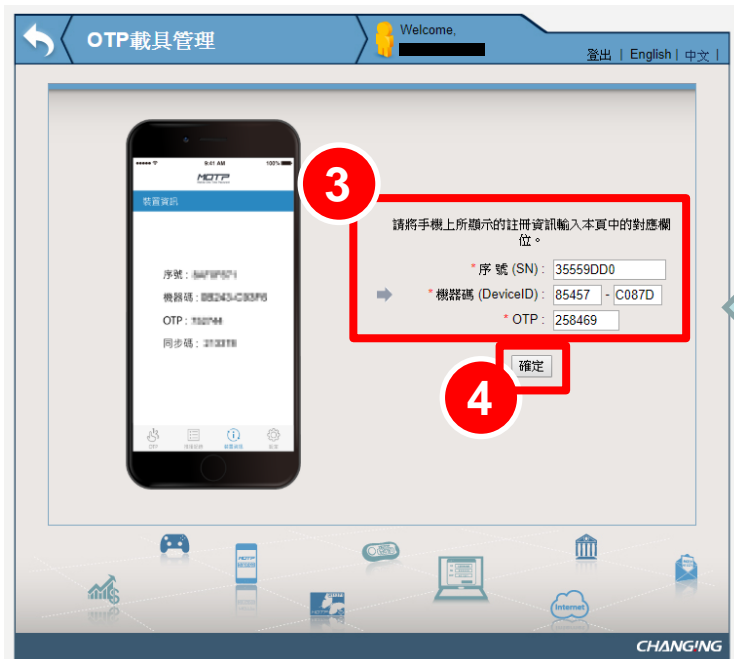 OTP載具管理
Welcome,
登出 | English | 中文 |
9:41 AM
100%
MOTP
裝置資訊
序號 :
機器碼 :
OTP :
同步碼 :
3
請將手機上所顯示的註冊資訊輸入本頁中的對應欄
位。
* 序 號 (SN) : 35559DD0
* 機器碼 (DeviceID) : 85457 - C087D
* OTP : 258469
確定
4
Internet
CHANGING